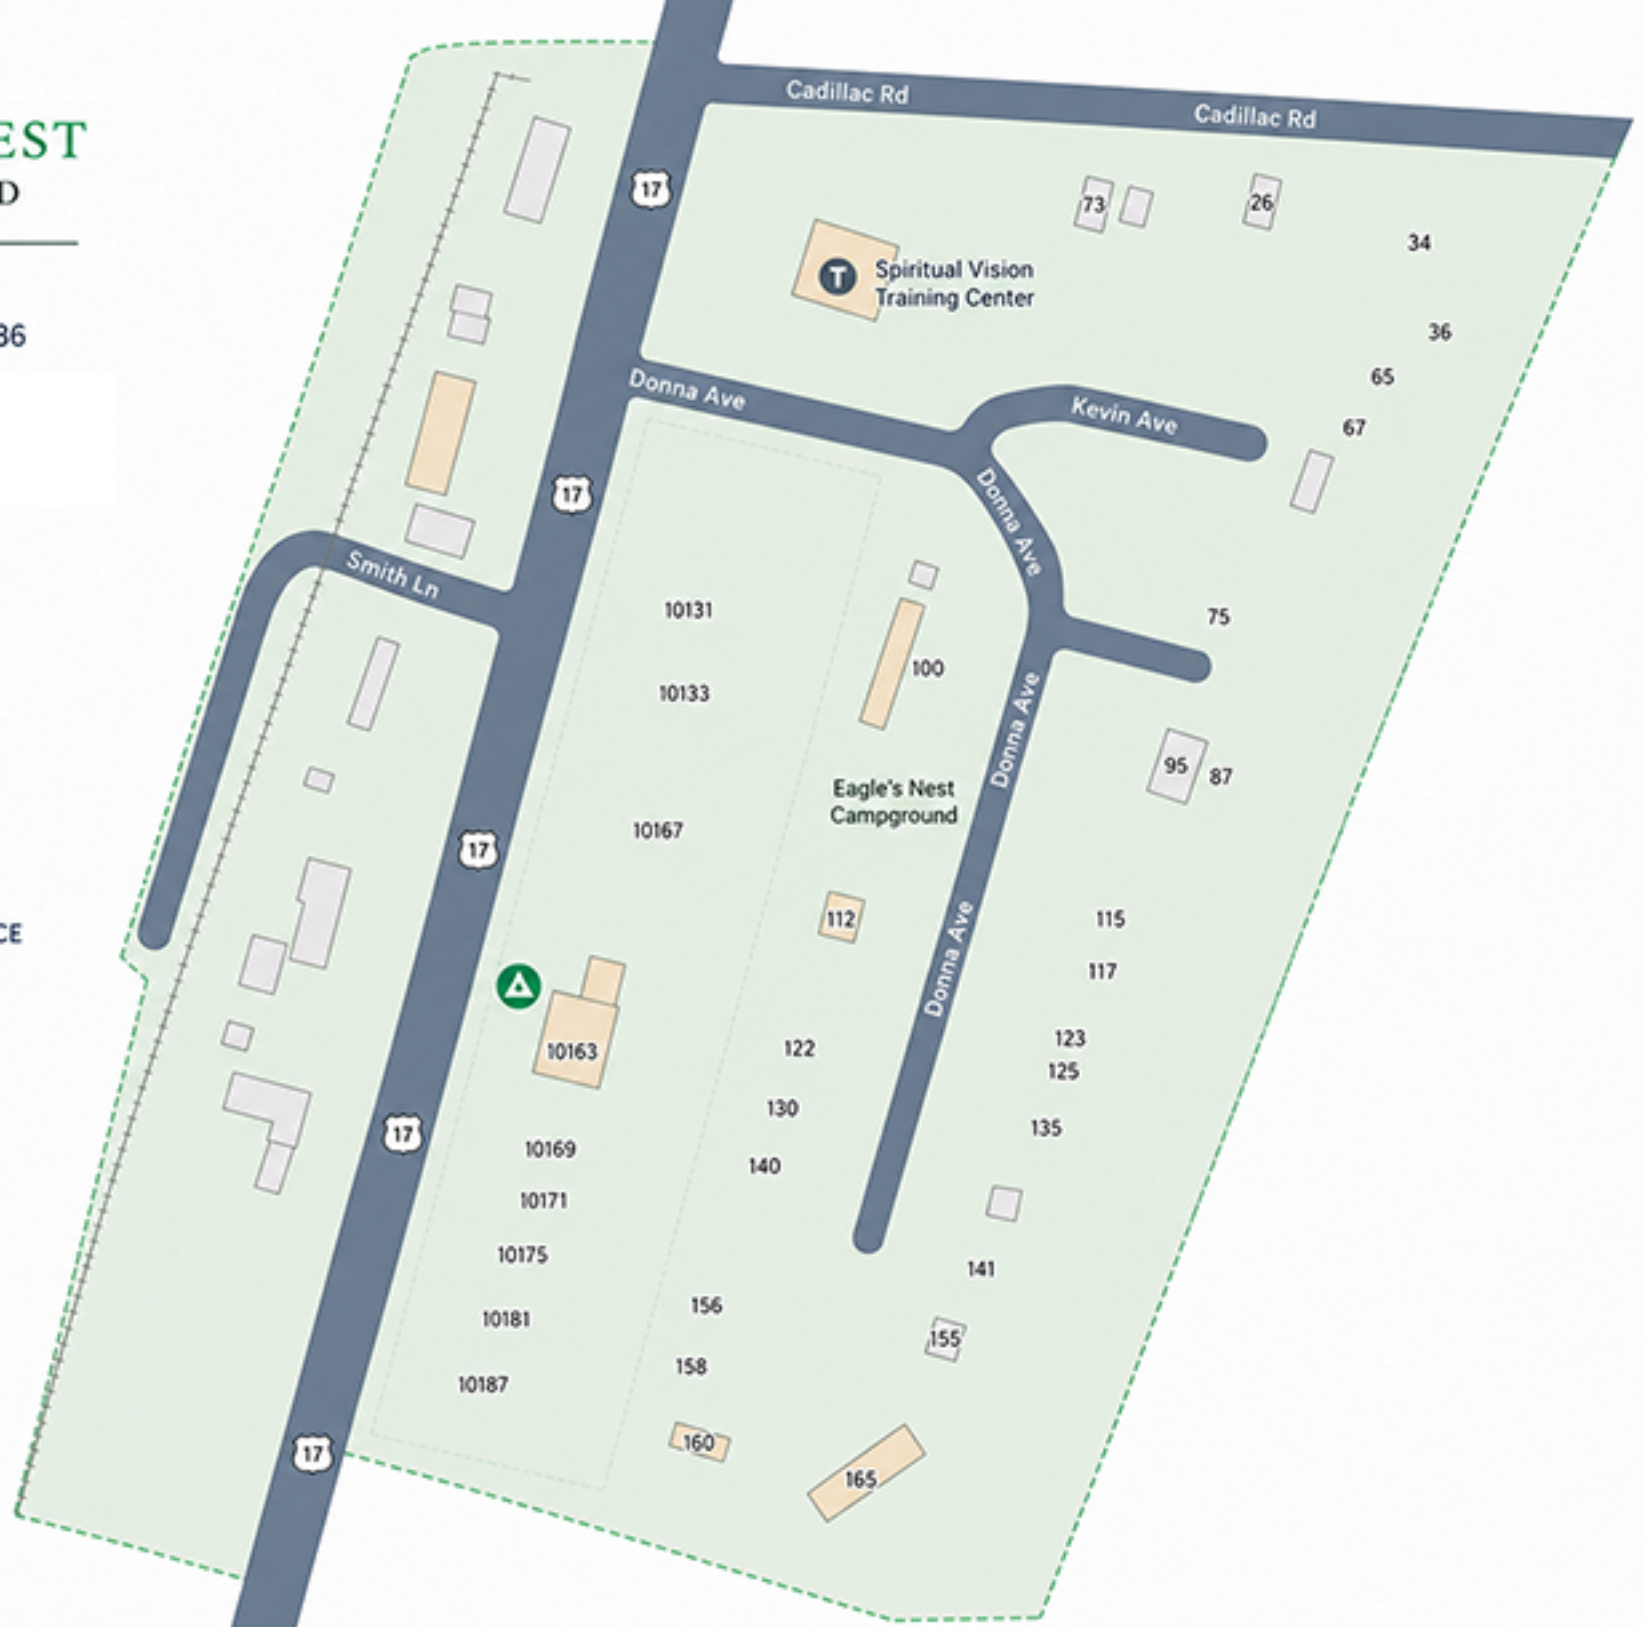 EST
D
36
CE
Cadillac Rd
Cadillac Rd
17
73
26
34
T
Spiritual Vision
Training Center
36
65
67
Donna Ave
Kevin Ave
17
Donna Ave
Smith Ln
10131
75
100
10133
Donna Ave
95
87
Eagle's Nest
Campground
10167
17
112
115
Donna Ave
117
10163
122
123
125
130
135
17
10169
140
10171
10175
141
156
10181
155
158
10187
160
17
165